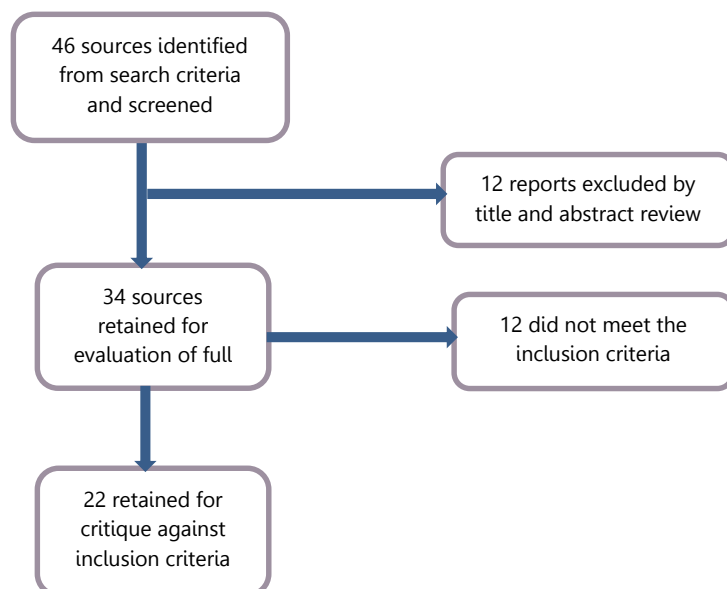 46 sources identified
from search criteria
and screened
12 reports excluded by
title and abstract review
34 sources
retained for
evaluation of full
12 did not meet the
inclusion criteria
22 retained for
critique against
inclusion criteria